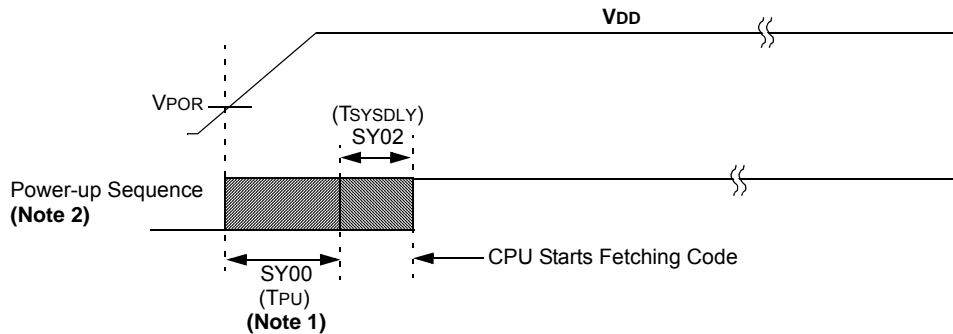 VDD
VPOR
(TSYSDLY)
SY02
Power-up Sequence
(Note 2)
CPU Starts Fetching Code
SY00
(TPU)
(Note 1)